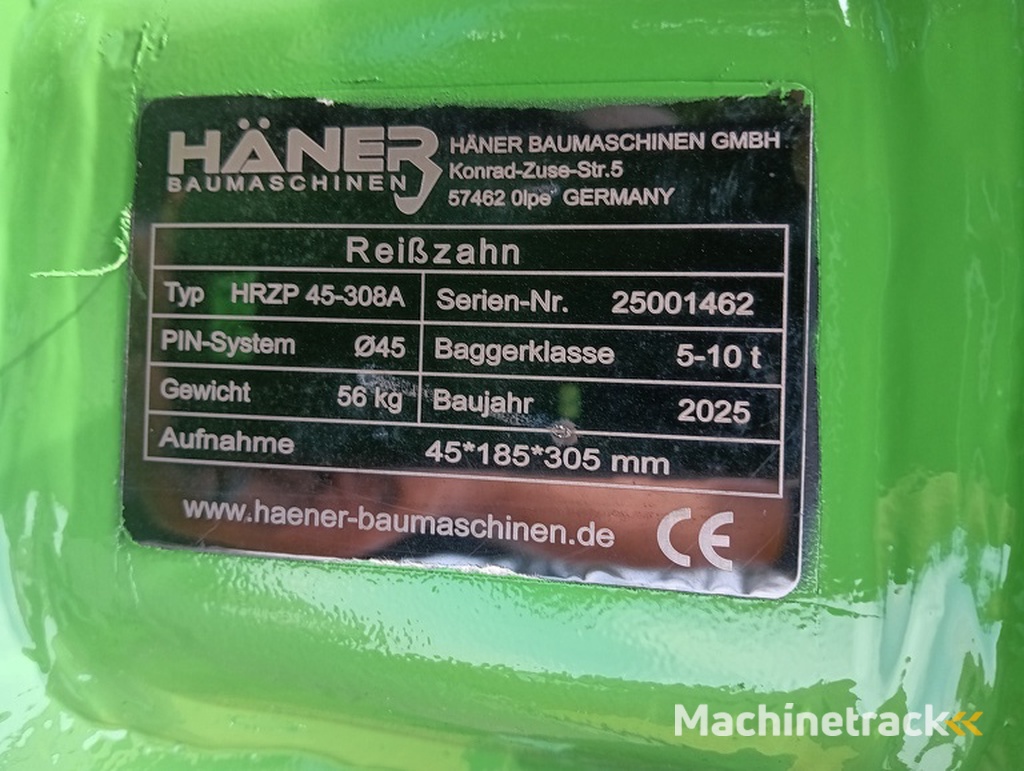 HÄNER
BAUMASCHINEN
HÄNER BAUMASCHINEN GMBH
Konrad-Zuse-Str.5
57462 Olpe GERMANY
Reißzahn
Typ HRZP 45-308A Serien-Nr. 25001462
PIN-System Ø45 Baggerklasse 5-10 t
Gewicht 56 kg Baujahr 2025
Aufnahme 45*185*305 mm
www.haener-baumaschinen.de CE
Machinetrack